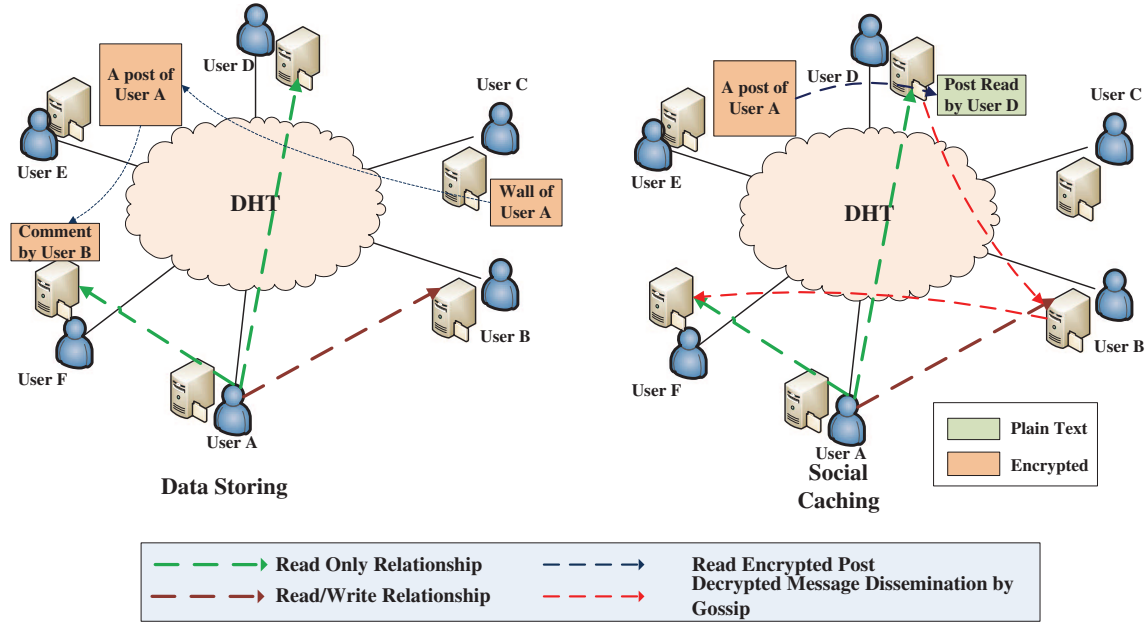 User D
A post of
User A
User C
User E
DHT
Wall of
User A
Comment
by User B
User B
User F
User A
Data Storing
User D
A post of
User A
Post Read
by User D
User C
User E
DHT
User B
User F
User A
Social
Caching
Plain Text
Encrypted
Read Only Relationship
Read Encrypted Post
Read/Write Relationship
Decrypted Message Dissemination by
Gossip